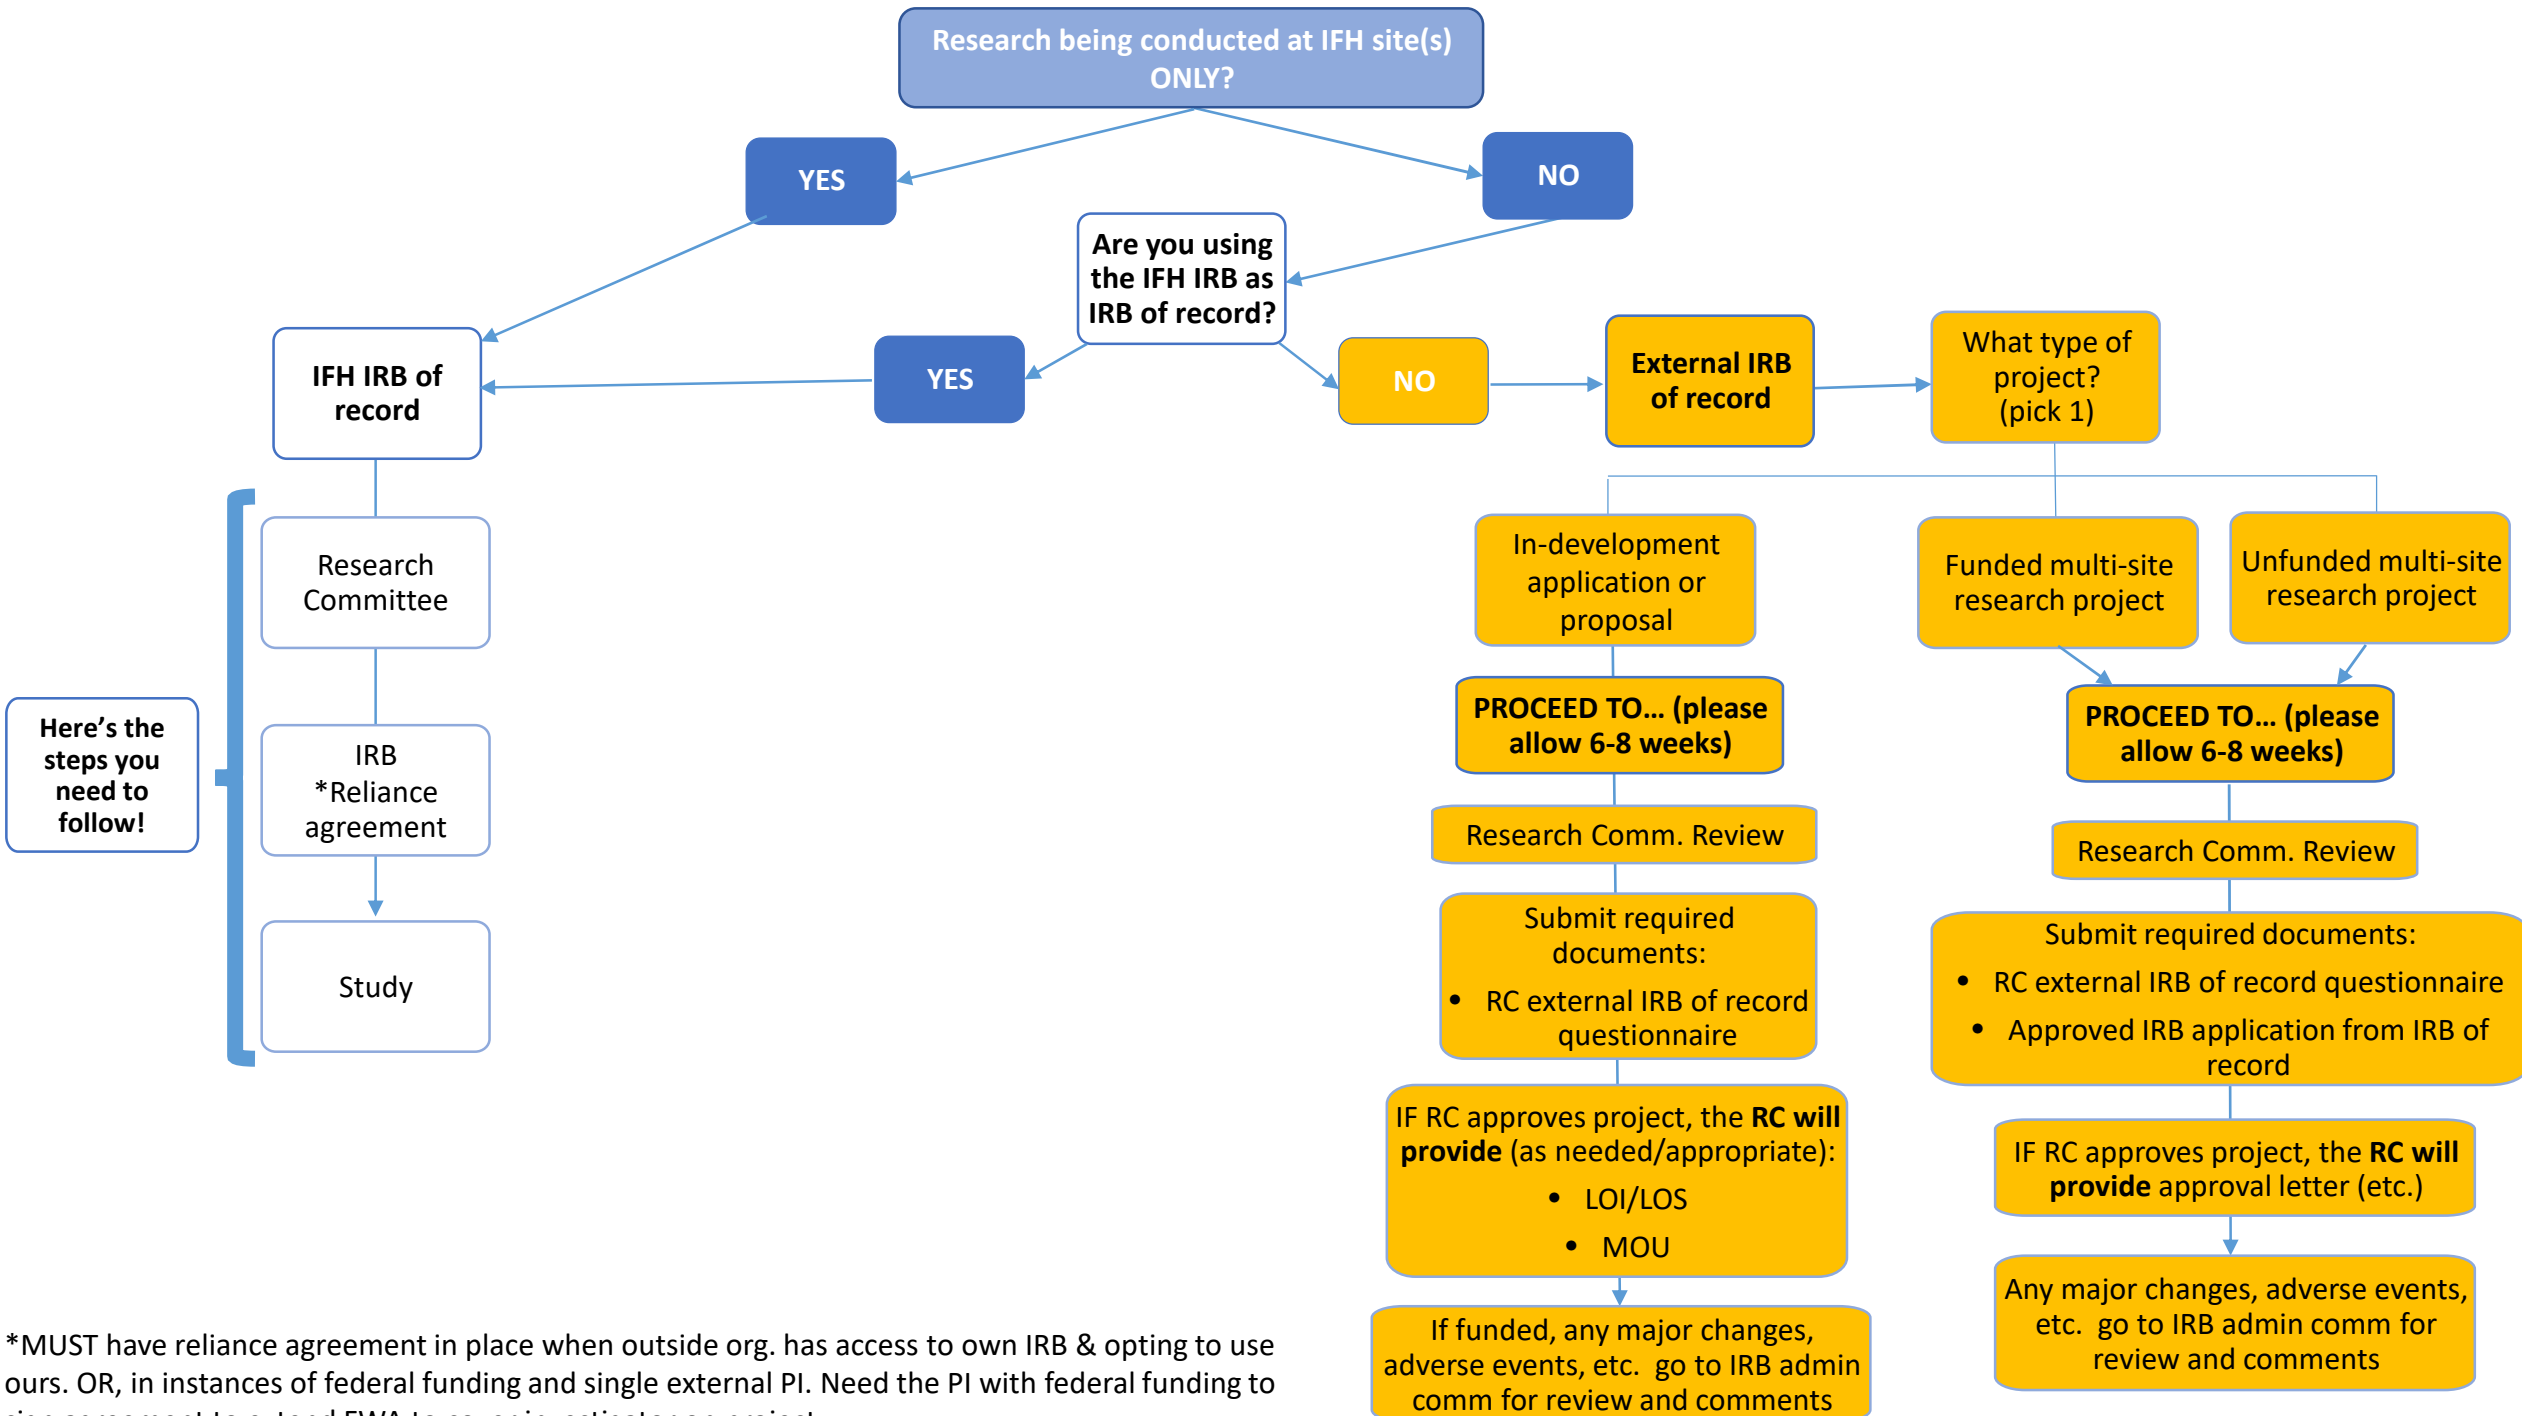 Research being conducted at IFH site(s)
ONLY?
YES
NO
Are you using
the IFH IRB as
IRB of record?
IFH IRB of
record
YES
NO
External IRB
of record
What type of
project?
(pick 1)
Research
Committee
In-development
application or
proposal
Funded multi-site
research project
Unfunded multi-site
research project
Here's the
steps you
need to
follow!
IRB
*Reliance
agreement
Study
PROCEED TO... (please
allow 6-8 weeks)
Research Comm. Review
Submit required
documents:
• RC external IRB of record
questionnaire
IF RC approves project, the RC will
provide (as needed/appropriate):
• LOI/LOS
• MOU
If funded, any major changes,
adverse events, etc. go to IRB admin
comm for review and comments
PROCEED TO... (please
allow 6-8 weeks)
Research Comm. Review
Submit required documents:
• RC external IRB of record questionnaire
• Approved IRB application from IRB of
record
IF RC approves project, the RC will
provide approval letter (etc.)
Any major changes, adverse events,
etc. go to IRB admin comm for
review and comments
*MUST have reliance agreement in place when outside org. has access to own IRB & opting to use
ours. OR, in instances of federal funding and single external PI. Need the PI with federal funding to
sign agreement to extend FWA to cover investigator on project